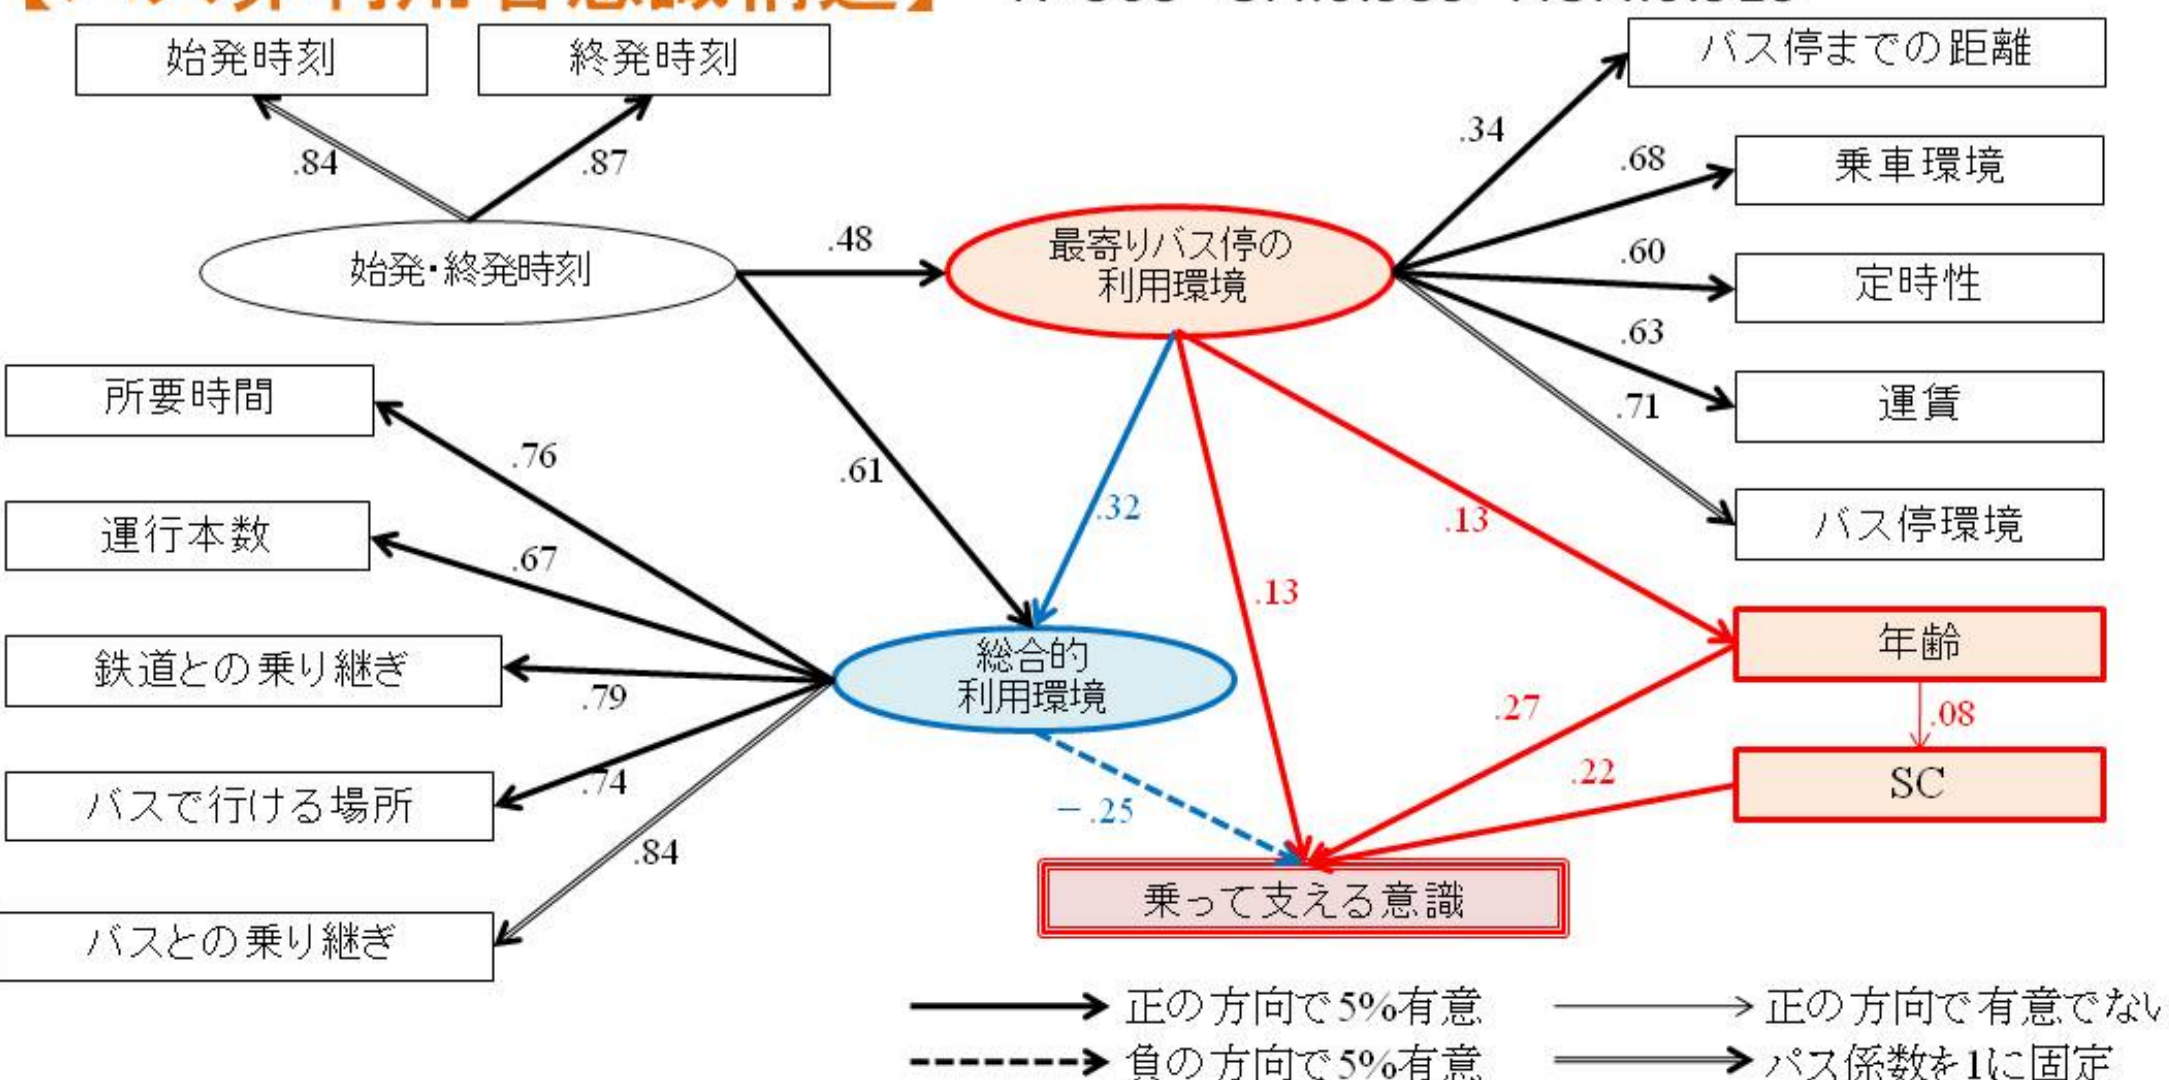 始発時刻
終発時刻
バス停までの距離
.84
.87
.34
.68
乗車環境
始発・終発時刻
.48
最寄りバス停の
利用環境
.60
定時性
.63
運賃
.71
バス停環境
所要時間
.76
.61
.32
.13
.13
運行本数
.67
鉄道との乗り継ぎ
.79
総合的
利用環境
年齢
.08
.27
.22
SC
バスで行ける場所
.74
－.25
.84
バスとの乗り継ぎ
乗って支える意識
正の方向で5%有意
正の方向で有意でない
負の方向で5%有意
パス係数を1に固定